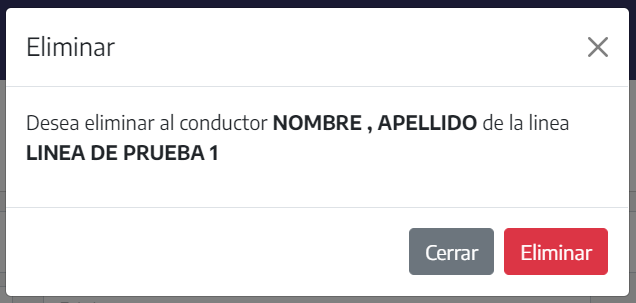 Eliminar
Desea eliminar al conductor NOMBRE , APELLIDO de la linea
LINEA DE PRUEBA 1
Cerrar
Eliminar